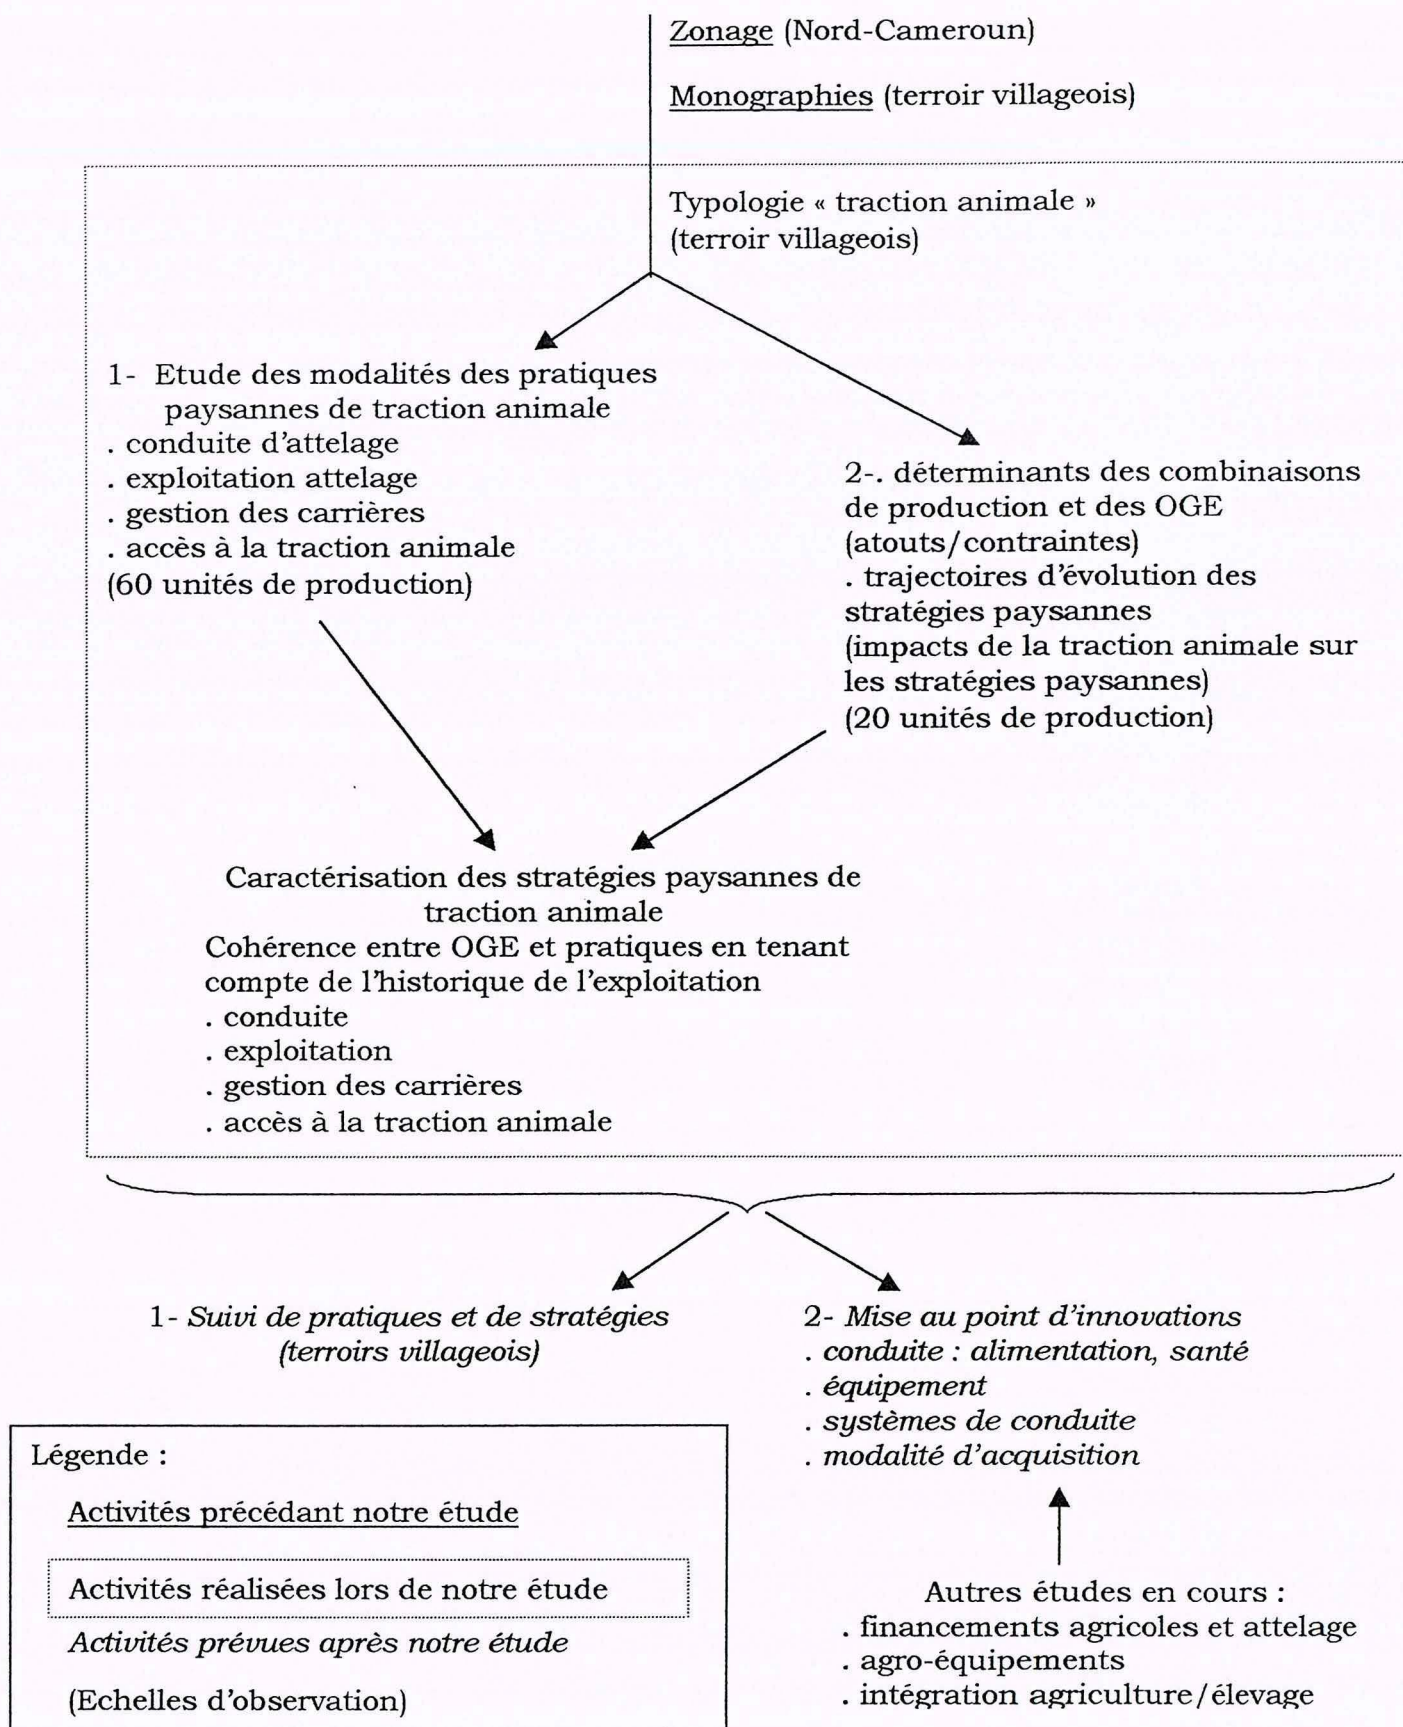 Zonage (Nord-Cameroun)
Monographies (terroir villageois)
Typologie « traction animale »
(terroir villageois)
1- Etude des modalités des pratiques
paysannes de traction animale
. conduite d'attelage
. exploitation attelage
. gestion des carrières
. accès à la traction animale
(60 unités de production)
2-. déterminants des combinaisons
de production et des OGE
(atouts/contraintes)
. trajectoires d'évolution des
stratégies paysannes
(impacts de la traction animale sur
les stratégies paysannes)
(20 unités de production)
Caractérisation des stratégies paysannes de
traction animale
Cohérence entre OGE et pratiques en tenant
compte de l'historique de l'exploitation
. conduite
. exploitation
. gestion des carrières
. accès à la traction animale
1- Suivi de pratiques et de stratégies
(terroirs villageois)
2- Mise au point d'innovations
. conduite : alimentation, santé
. équipement
. systèmes de conduite
. modalité d'acquisition
Autres études en cours :
. financements agricoles et attelage
. agro-équipements
. intégration agriculture/élevage
Légende :
Activités précédant notre étude
Activités réalisées lors de notre étude
Activités prévues après notre étude
(Echelles d'observation)